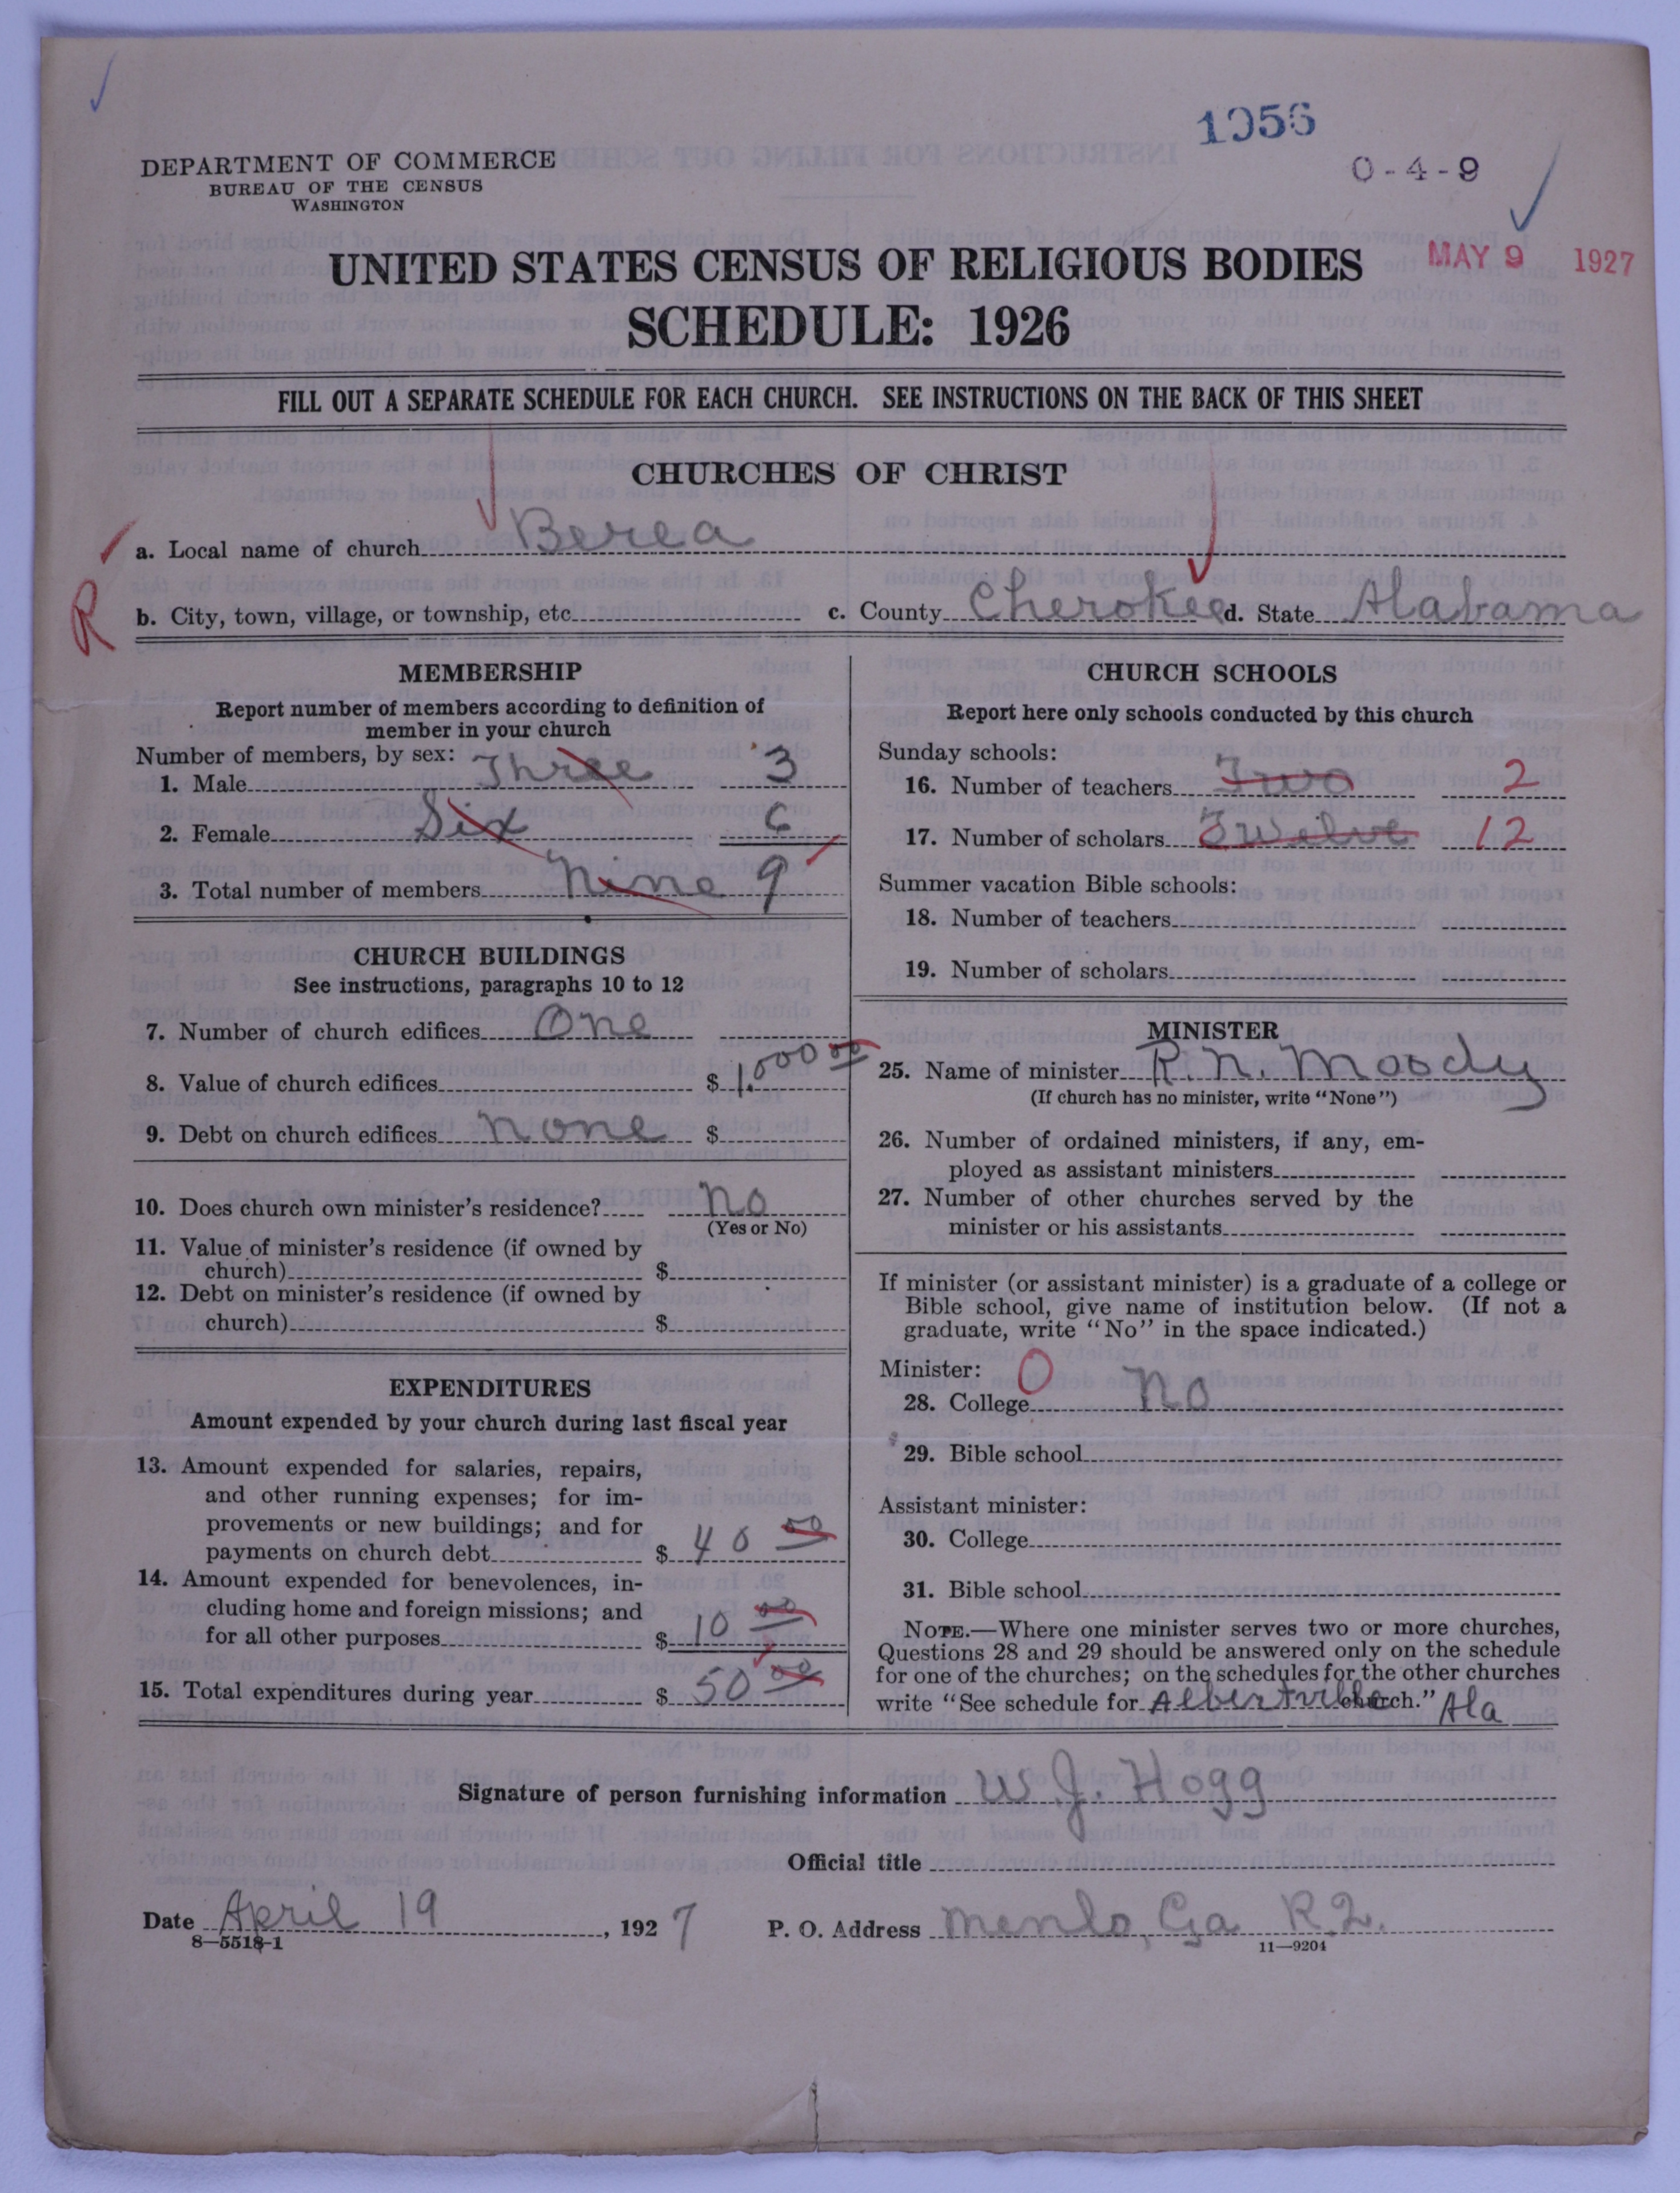 1056
0-4-9
DEPARTMENT OF COMMERCE
BUREAU OF THE CENSUS
WASHINGTON
UNITED STATES CENSUS OF RELIGIOUS BODIES
MAY 9 1927
SCHEDULE: 1926
FILL OUT A SEPARATE SCHEDULE FOR EACH CHURCH. SEE INSTRUCTIONS ON THE BACK OF THIS SHEET
CHURCHES OF CHRIST
a. Local name of church Berea
R
b. City, town, village, or township, etc. c. County Cherokee d. State Alabama
MEMBERSHIP
Report number of members according to definition of
member in your church
Number of members, by sex:
1. Male Three 3
2. Female Six 6
3. Total number of members Nine 9
CHURCH BUILDINGS
See instructions, paragraphs 10 to 12
7. Number of church edifices One
8. Value of church edifices $ 1,000 00
9. Debt on church edifices none $
10. Does church own minister's residence? no
(Yes or No)
11. Value of minister's residence (if owned by
church) $
12. Debt on minister's residence (if owned by
church) $
EXPENDITURES
Amount expended by your church during last fiscal year
13. Amount expended for salaries, repairs,
and other running expenses; for im-
provements or new buildings; and for
payments on church debt $ 40 00
14. Amount expended for benevolences, in-
cluding home and foreign missions; and
for all other purposes $ 10 00
15. Total expenditures during year $ 50 00
CHURCH SCHOOLS
Report here only schools conducted by this church
Sunday schools:
16. Number of teachers Two 2
17. Number of scholars Twelve 12
Summer vacation Bible schools:
18. Number of teachers
19. Number of scholars
MINISTER
25. Name of minister R. N. Moody
(If church has no minister, write "None")
26. Number of ordained ministers, if any, em-
ployed as assistant ministers
27. Number of other churches served by the
minister or his assistants
If minister (or assistant minister) is a graduate of a college or
Bible school, give name of institution below. (If not a
graduate, write "No" in the space indicated.)
Minister: 0
28. College No
29. Bible school
Assistant minister:
30. College
31. Bible school
NOTE.—Where one minister serves two or more churches,
Questions 28 and 29 should be answered only on the schedule
for one of the churches; on the schedules for the other churches
write "See schedule for Albertville church." Ala
Signature of person furnishing information W. J. Hogg
Official title
Date April 19, 1927 P. O. Address Menlo, Ga R2.
8—5518-1
11—9204